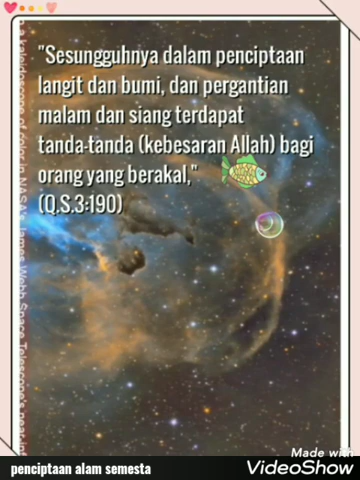 "Sesungguhnya dalam penciptaan
langit dan bumi, dan pergantian
malam dan siang terdapat
tanda-tanda (kebesaran Allah) bagi
orang yang berakal,"
(Q.S.3:190)
penciptaan alam semesta
Made with
VideoShow